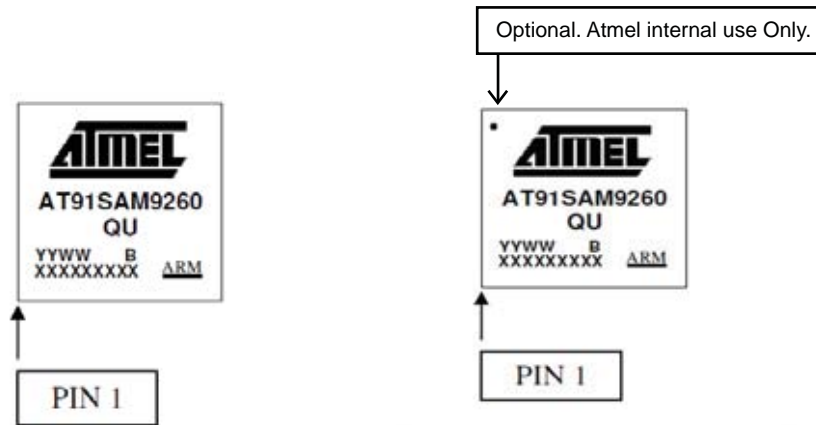 Optional. Atmel internal use Only.
ATMEL
AT91SAM9260
QU
YYWW B
XXXXXXXXX ARM
PIN 1
ATMEL
AT91SAM9260
QU
YYWW B
XXXXXXXXX ARM
PIN 1